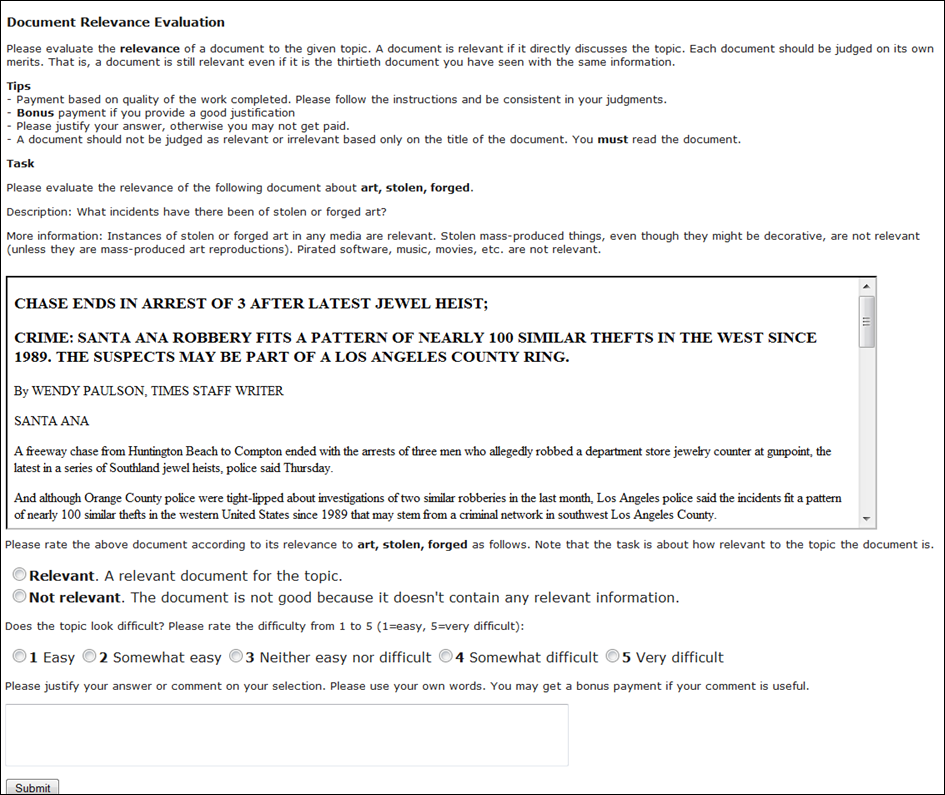 Document Relevance Evaluation
Please evaluate the relevance of a document to the given topic. A document is relevant if it directly discusses the topic. Each document should be judged on its own
merits. That is, a document is still relevant even if it is the thirtieth document you have seen with the same information.
Tips
- Payment based on quality of the work completed. Please follow the instructions and be consistent in your judgments.
- Bonus payment if you provide a good justification
- Please justify your answer, otherwise you may not get paid.
- A document should not be judged as relevant or irrelevant based only on the title of the document. You must read the document.
Task
Please evaluate the relevance of the following document about art, stolen, forged.
Description: What incidents have there been of stolen or forged art?
More information: Instances of stolen or forged art in any media are relevant. Stolen mass-produced things, even though they might be decorative, are not relevant
(unless they are mass-produced art reproductions). Pirated software, music, movies, etc. are not relevant.
CHASE ENDS IN ARREST OF 3 AFTER LATEST JEWEL HEIST;
CRIME: SANTA ANA ROBBERY FITS A PATTERN OF NEARLY 100 SIMILAR THEFTS IN THE WEST SINCE
1989. THE SUSPECTS MAY BE PART OF A LOS ANGELES COUNTY RING.
By WENDY PAULSON, TIMES STAFF WRITER
SANTA ANA
A freeway chase from Huntington Beach to Compton ended with the arrests of three men who allegedly robbed a department store jewelry counter at gunpoint, the
latest in a series of Southland jewel heists, police said Thursday.
And although Orange County police were tight-lipped about investigations of two similar robberies in the last month, Los Angeles police said the incidents fit a pattern
of nearly 100 similar thefts in the western United States since 1989 that may stem from a criminal network in southwest Los Angeles County.
Please rate the above document according to its relevance to art, stolen, forged as follows. Note that the task is about how relevant to the topic the document is.
Relevant. A relevant document for the topic.
Not relevant. The document is not good because it doesn't contain any relevant information.
Does the topic look difficult? Please rate the difficulty from 1 to 5 (1=easy, 5=very difficult):
1 Easy 2 Somewhat easy 3 Neither easy nor difficult 4 Somewhat difficult 5 Very difficult
Please justify your answer or comment on your selection. Please use your own words. You may get a bonus payment if your comment is useful.
Submit